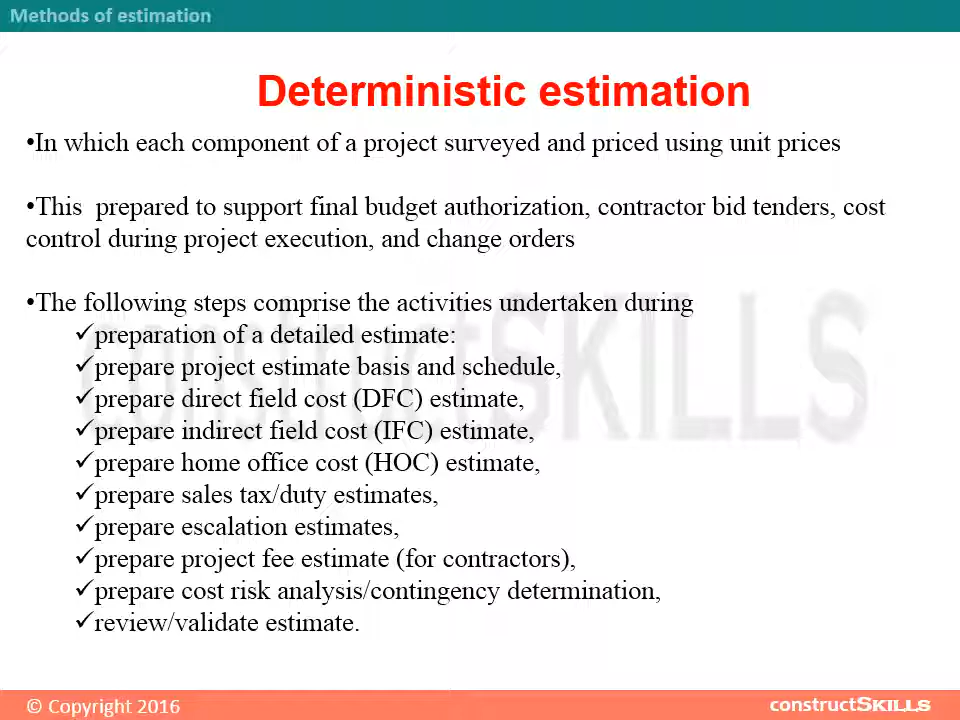 Methods of estimation
Deterministic estimation
•In which each component of a project surveyed and priced using unit prices
•This prepared to support final budget authorization, contractor bid tenders, cost
control during project execution, and change orders
•The following steps comprise the activities undertaken during
✓preparation of a detailed estimate:
✓prepare project estimate basis and schedule,
✓prepare direct field cost (DFC) estimate,
✓prepare indirect field cost (IFC) estimate,
✓prepare home office cost (HOC) estimate,
✓prepare sales tax/duty estimates,
✓prepare escalation estimates,
✓prepare project fee estimate (for contractors),
✓prepare cost risk analysis/contingency determination,
✓review/validate estimate.
constructSKILLS
© Copyright 2016
constructSKILLS